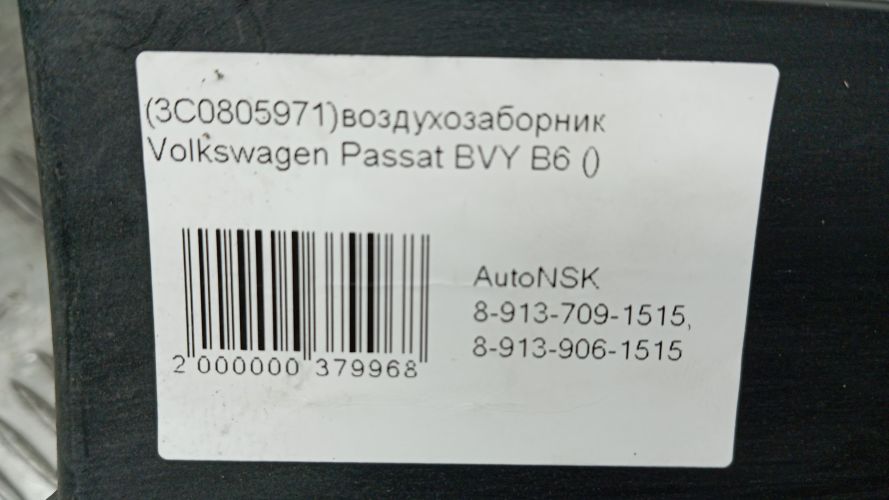 (3C0805971)воздухозаборник
Volkswagen Passat BVY B6 ()
AutoNSK
8-913-709-1515,
8-913-906-1515
2 000000 379968